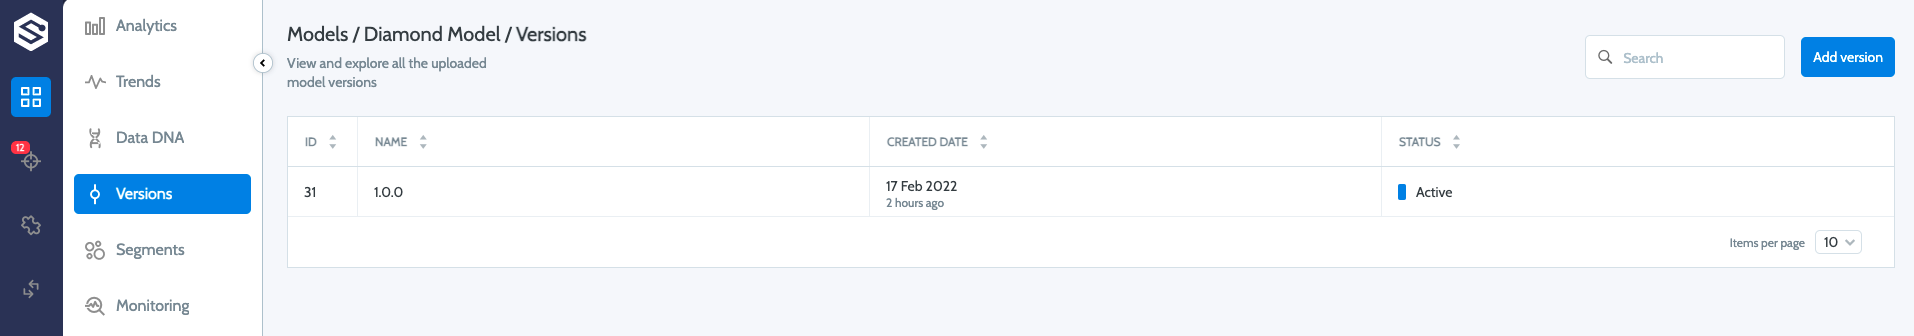 12
Analytics
Trends
Data DNA
Versions
Segments
Monitoring
Models / Diamond Model / Versions
View and explore all the uploaded
model versions
Search
Add version
ID NAME CREATED DATE STATUS
31 1.0.0 17 Feb 2022 Active
2 hours ago
Items per page 10